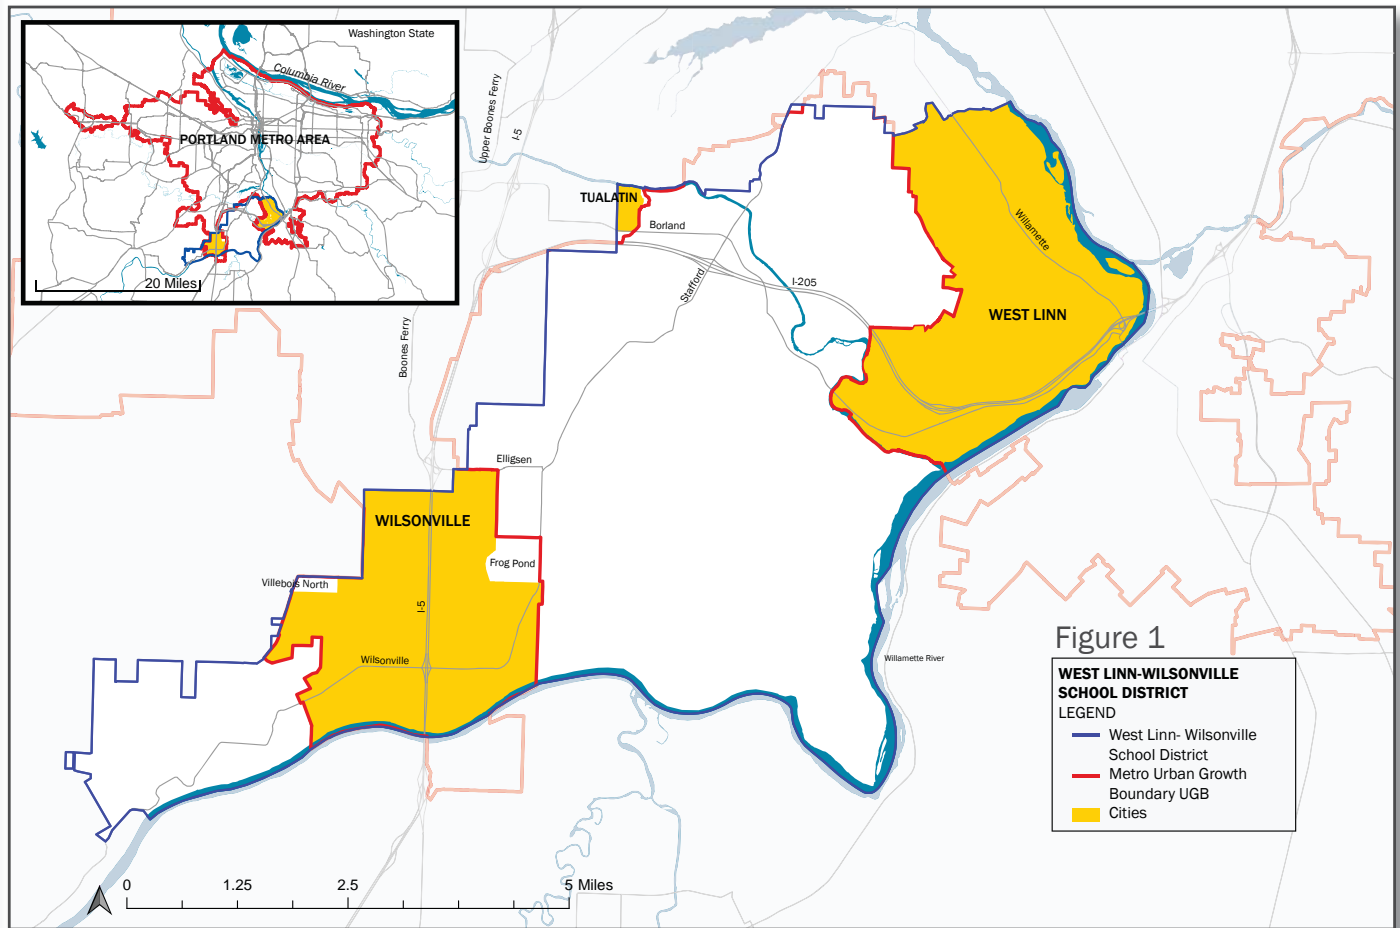 Washington State
Columbia River
PORTLAND METRO AREA
20 Miles
Upper Boones Ferry
I-5
TUALATIN
Borland
Stafford
I-205
Willamette
WEST LINN
Boones Ferry
Elligsen
WILSONVILLE
Frog Pond
Villebois North
I-5
Wilsonville
Willamette River
Figure 1
WEST LINN-WILSONVILLE
SCHOOL DISTRICT
LEGEND
West Linn- Wilsonville
School District
Metro Urban Growth
Boundary UGB
Cities
0 1.25 2.5 5 Miles